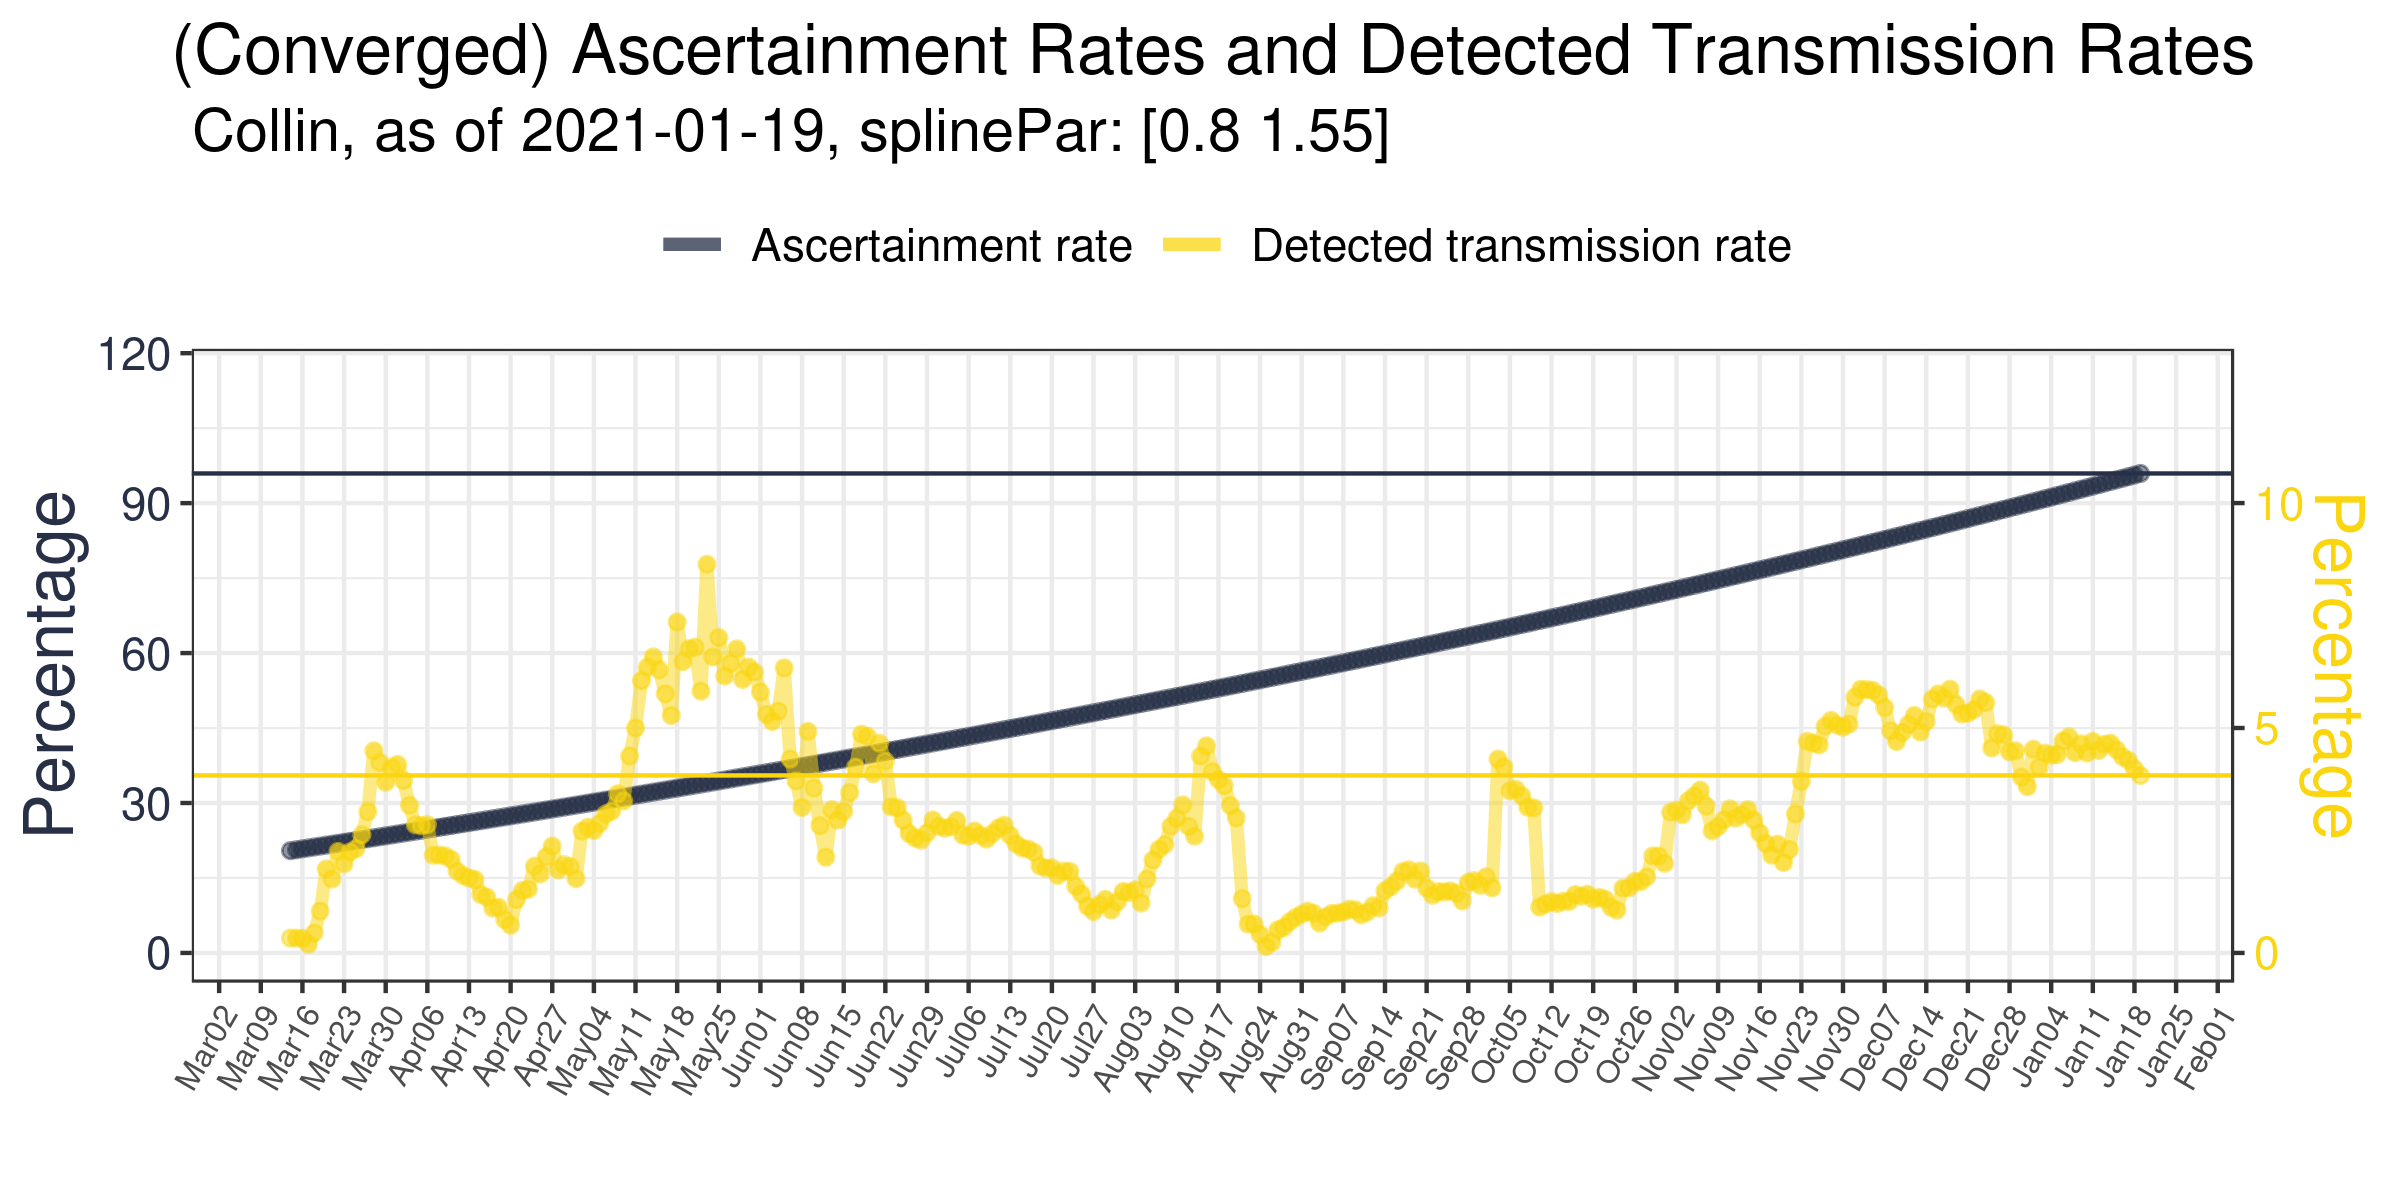 (Converged) Ascertainment Rates and Detected Transmission Rates
Collin, as of 2021-01-19, splinePar: [0.8 1.55]
Ascertainment rate
Detected transmission rate
120
90
60
30
0
Percentage
10
5
0
Percentage
Mar02
Mar09
Mar16
Mar23
Mar30
Apr06
Apr13
Apr20
Apr27
May04
May11
May18
May25
Jun01
Jun08
Jun15
Jun22
Jun29
Jul06
Jul13
Jul20
Jul27
Aug03
Aug10
Aug17
Aug24
Aug31
Sep07
Sep14
Sep21
Sep28
Oct05
Oct12
Oct19
Oct26
Nov02
Nov09
Nov16
Nov23
Nov30
Dec07
Dec14
Dec21
Dec28
Jan04
Jan11
Jan18
Jan25
Feb01